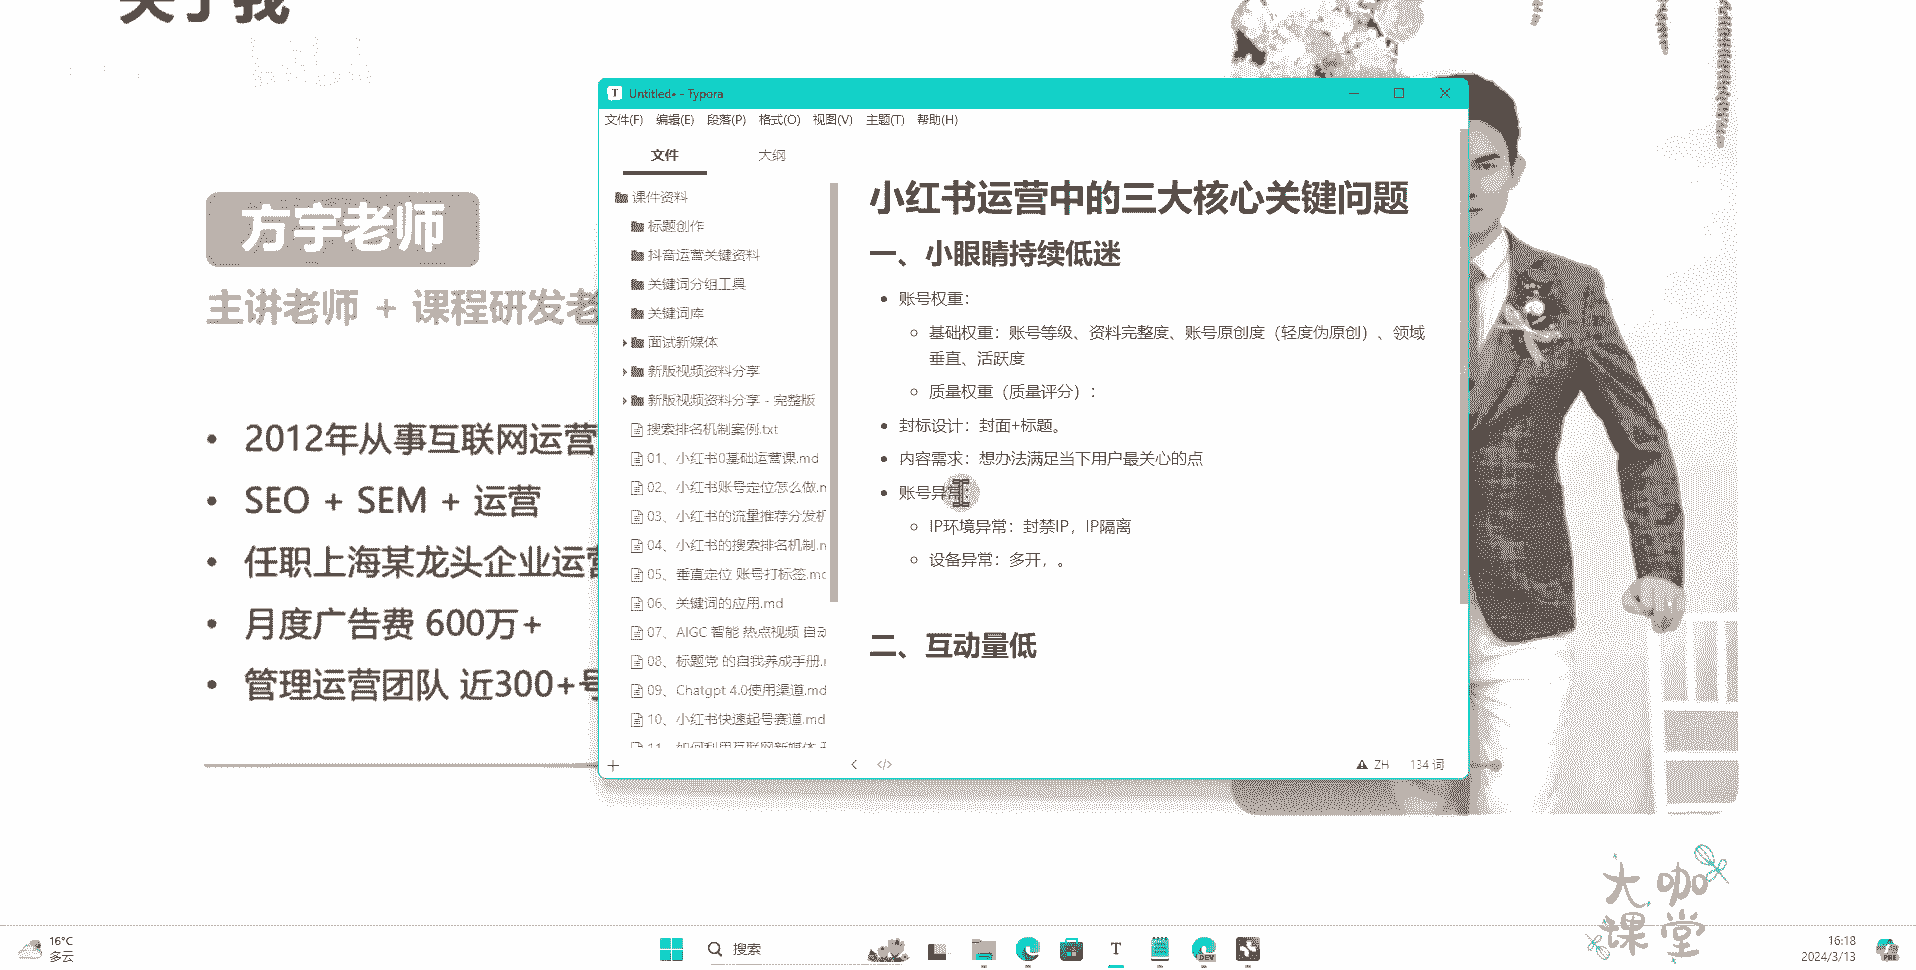 关于我
方宇老师
主讲老师 + 课程研发老
2012年从事互联网运营
SEO + SEM + 运营
任职上海某龙头企业运营
月度广告费 600万+
管理运营团队 近300+号
Untitled• - Typora
文件(F) 编辑(E) 段落(P) 格式(O) 视图(V) 主题(T) 帮助(H)
文件 大纲
课件资料
标题创作
抖音运营关键资料
关键词分组工具
关键词库
面试新媒体
新版视频资料分享
新版视频资料分享 - 完整版
搜索排名机制案例.txt
01、小红书0基础运营课.md
02、小红书账号定位怎么做.m
03、小红书的流量推荐分发机
04、小红书的搜索排名机制.m
05、垂直定位 账号打标签.md
06、关键词的应用.md
07、AIGC 智能 热点视频 自动
08、标题党 的自我养成手册.m
09、Chatgpt 4.0使用渠道.md
10、小红书快速起号赛道.md
11、如何利用互联网新媒体
小红书运营中的三大核心关键问题
一、小眼睛持续低迷
账号权重：
基础权重：账号等级、资料完整度、账号原创度（轻度伪原创）、领域
垂直、活跃度
质量权重（质量评分）：
封标设计：封面+标题。
内容需求：想办法满足当下用户最关心的点
账号异常：
IP环境异常：封禁IP，IP隔离
设备异常：多开，。
二、互动量低
</> ZH 134 词
大咖
课堂
16°C
多云
搜索
T
DEV
16:18
2024/3/13
PRE